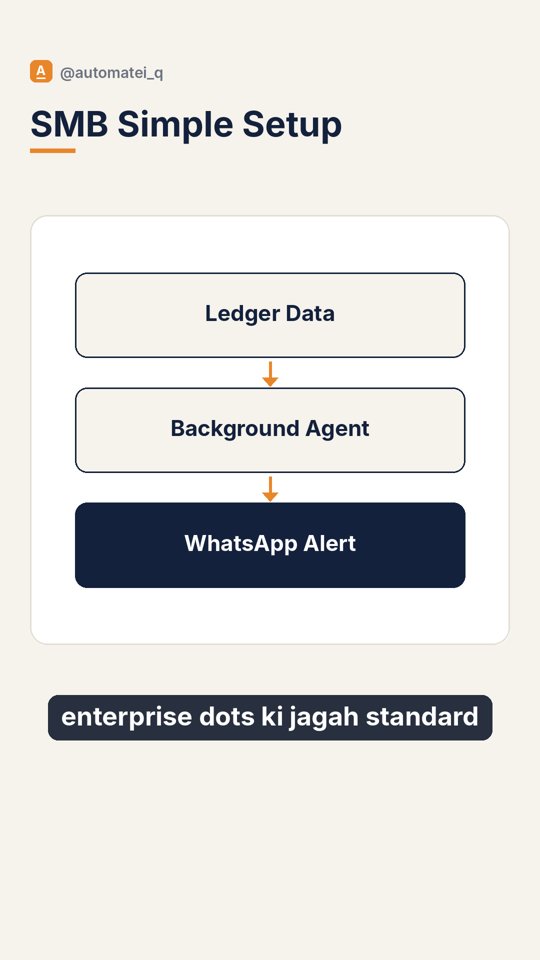 A
@automatei_q
SMB Simple Setup
Ledger Data
Background Agent
WhatsApp Alert
enterprise dots ki jagah standard